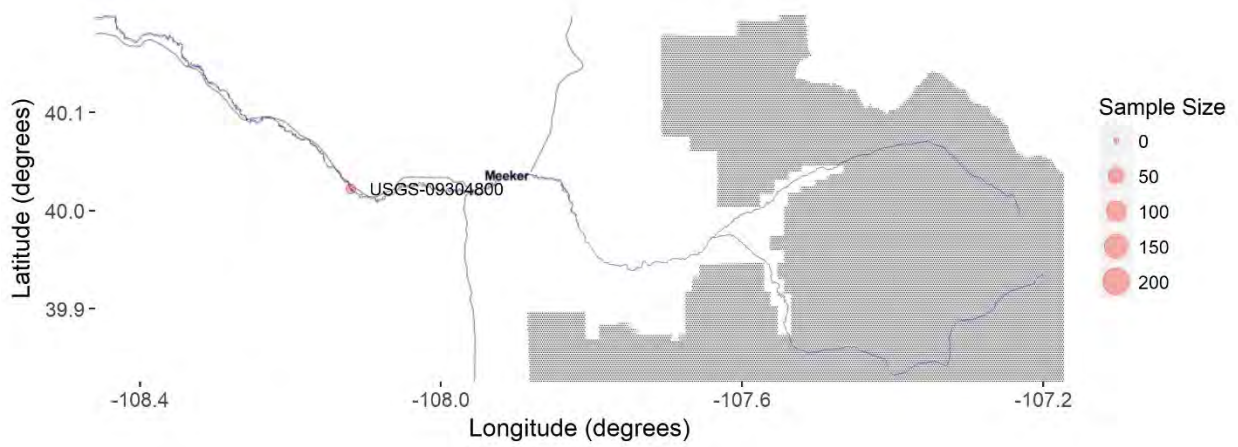 Latitude (degrees)
40.1
40.0
39.9
Meeker
USGS-09304800
-108.4
-108.0
-107.6
-107.2
Longitude (degrees)
Sample Size
0
50
100
150
200